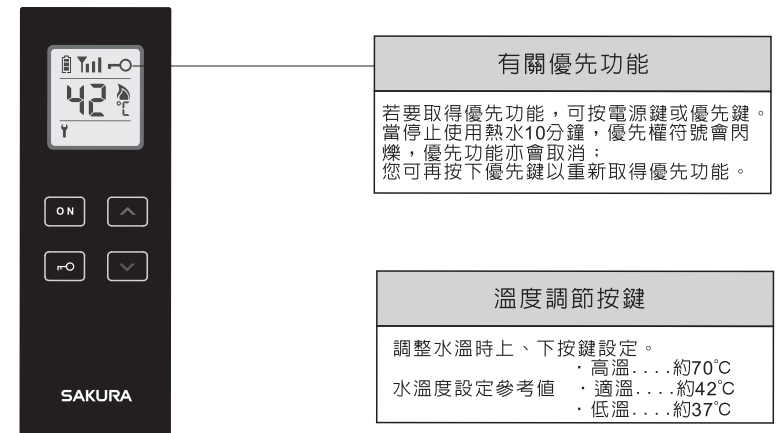 42 °C
ON
SAKURA
有關優先功能
若要取得優先功能，可按電源鍵或優先鍵。
當停止使用熱水10分鐘，優先權符號會閃
爍，優先功能亦會取消；
您可再按下優先鍵以重新取得優先功能。
溫度調節按鍵
調整水溫時上、下按鍵設定。
·高溫....約70°C
水溫度設定參考值 ·適溫....約42°C
·低溫....約37°C